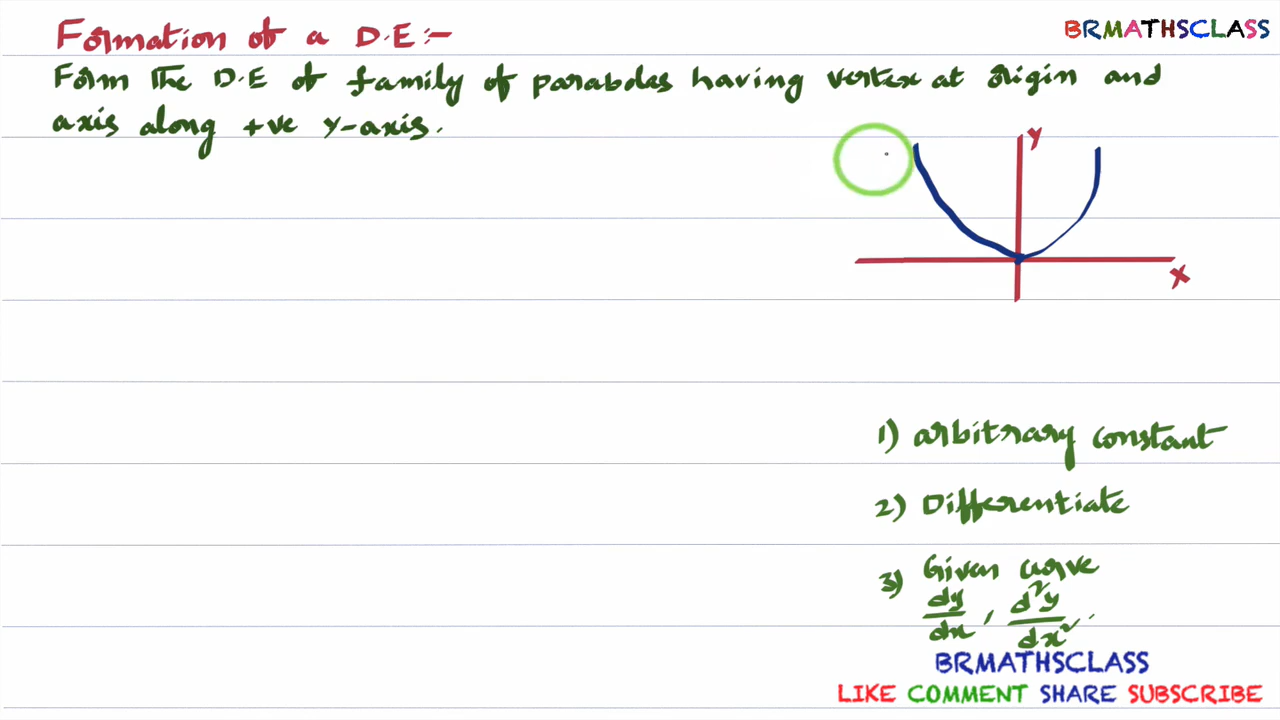 Formation of a D.E:-
BRMATHSCLASS
Form The D.E of family of parabolas having vertex at origin and
axis along +ve y-axis.
Y
X
1) arbitrary constant
2) Differentiate
3) Given curve
dy/dx , d²y/dx² .
BRMATHSCLASS
LIKE COMMENT SHARE SUBSCRIBE